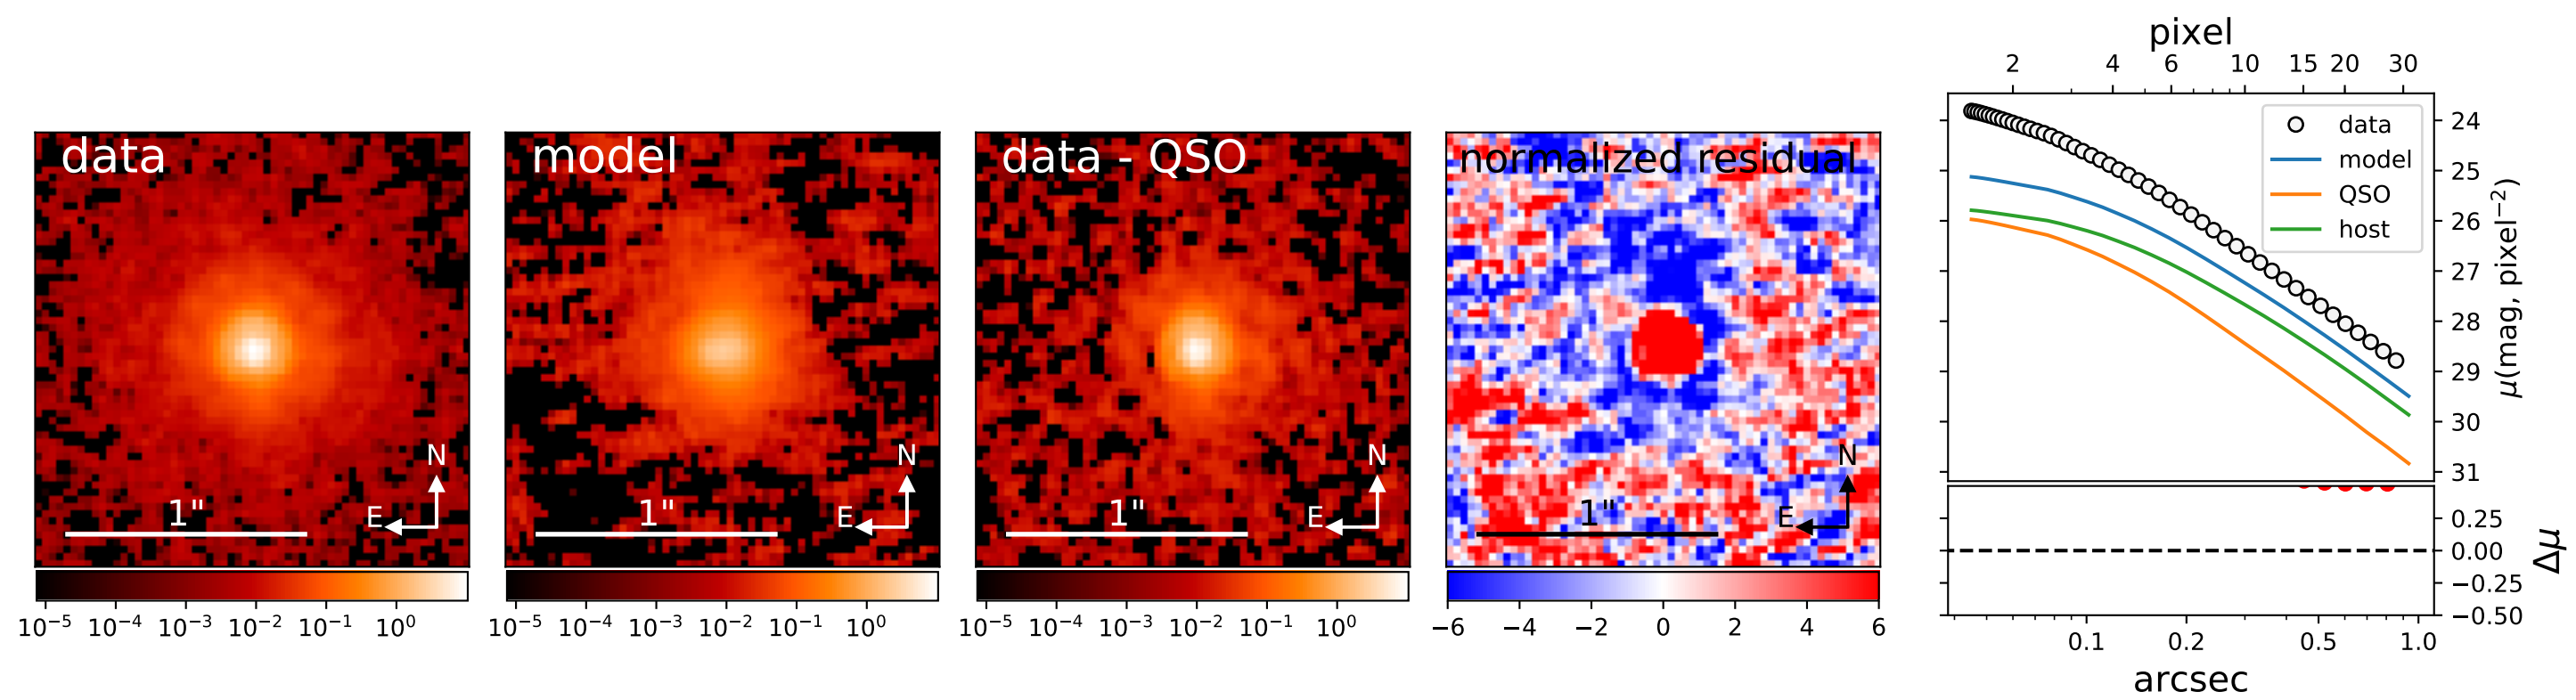 data
N
E
1"
10⁻⁵ 10⁻⁴ 10⁻³ 10⁻² 10⁻¹ 10⁰
model
N
E
1"
10⁻⁵ 10⁻⁴ 10⁻³ 10⁻² 10⁻¹ 10⁰
data - QSO
N
E
1"
10⁻⁵ 10⁻⁴ 10⁻³ 10⁻² 10⁻¹ 10⁰
normalized residual
N
E
1"
−6 −4 −2 0 2 4 6
pixel
2 4 6 10 15 20 30
data
model
QSO
host
24
25
26
27
28
29
30
31
μ(mag, pixel⁻²)
0.25
0.00
−0.25
−0.50
Δμ
0.1 0.2 0.5 1.0
arcsec